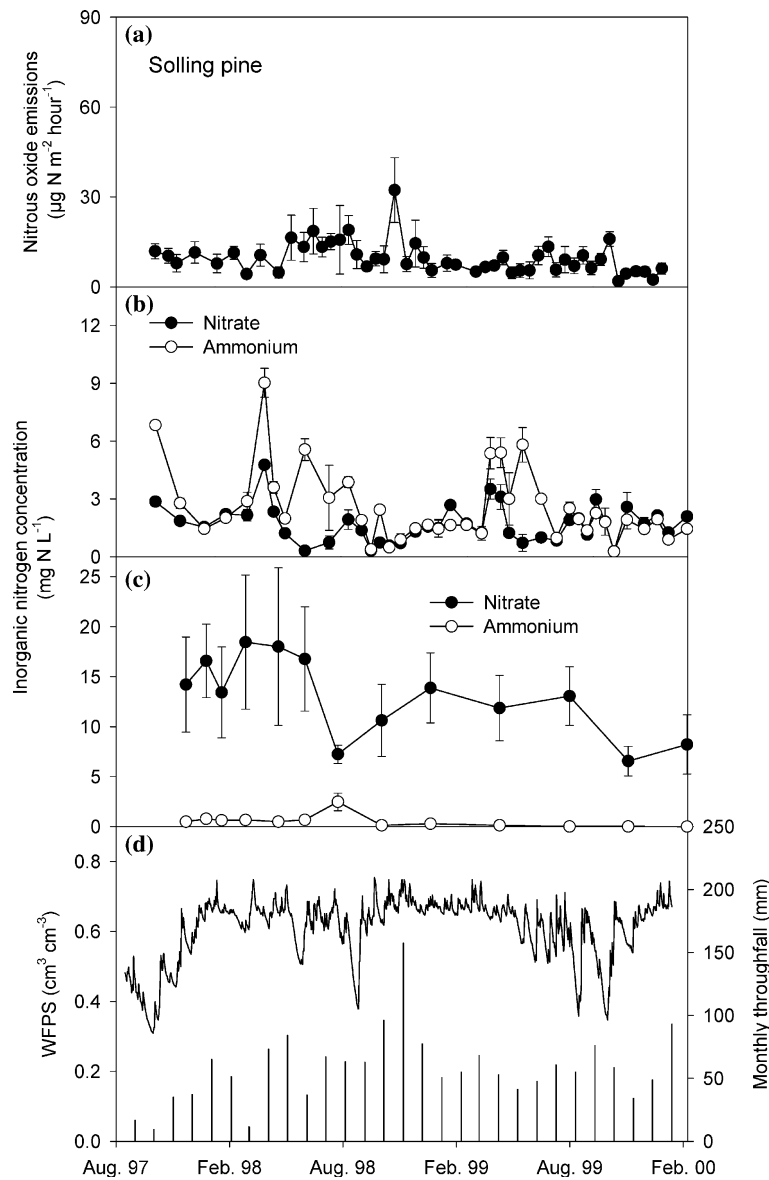 (a)
Solling pine
Nitrous oxide emissions
(µg N m⁻² hour⁻¹)
90
60
30
0
(b)
Nitrate
Ammonium
12
9
6
3
0
Inorganic nitrogen concentration
(mg N L⁻¹)
(c)
Nitrate
Ammonium
25
20
15
10
5
0
(d)
WFPS (cm³ cm⁻³)
0.8
0.6
0.4
0.2
0.0
250
200
150
100
50
0
Monthly throughfall (mm)
Aug. 97 Feb. 98 Aug. 98 Feb. 99 Aug. 99 Feb. 00